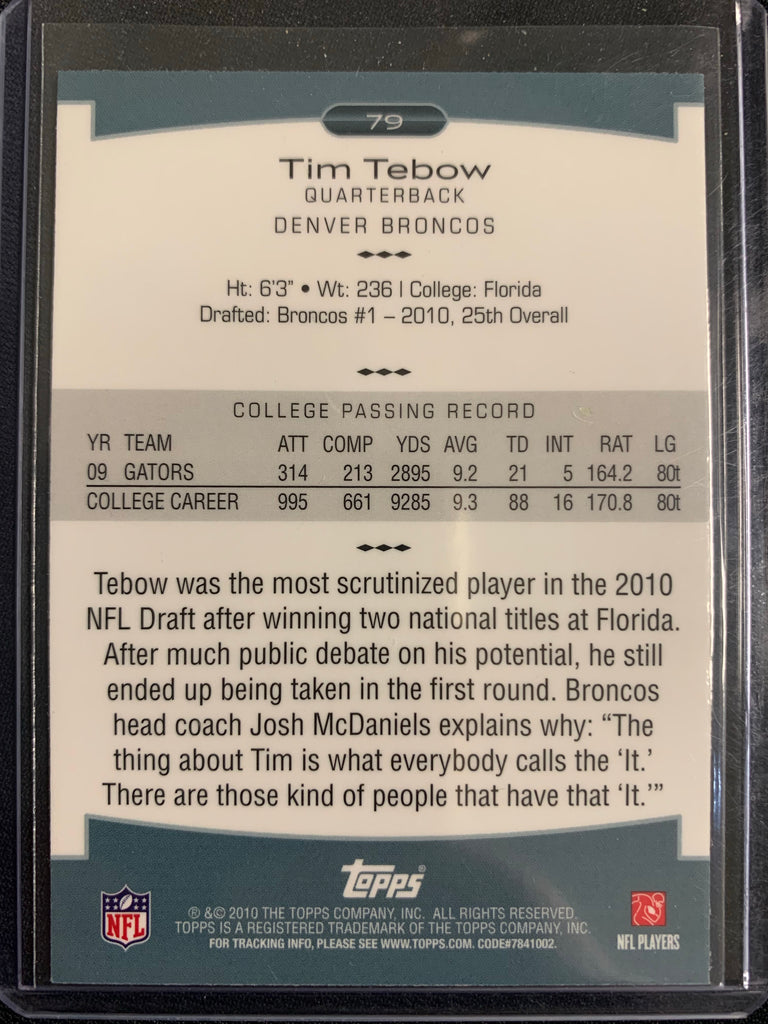 79
Tim Tebow
QUARTERBACK
DENVER BRONCOS
Ht: 6'3" • Wt: 236 | College: Florida
Drafted: Broncos #1 – 2010, 25th Overall
COLLEGE PASSING RECORD
YR TEAM ATT COMP YDS AVG TD INT RAT LG
09 GATORS 314 213 2895 9.2 21 5 164.2 80t
COLLEGE CAREER 995 661 9285 9.3 88 16 170.8 80t
Tebow was the most scrutinized player in the 2010
NFL Draft after winning two national titles at Florida.
After much public debate on his potential, he still
ended up being taken in the first round. Broncos
head coach Josh McDaniels explains why: “The
thing about Tim is what everybody calls the ‘It.’
There are those kind of people that have that ‘It.’”
topps®
® &© 2010 THE TOPPS COMPANY, INC. ALL RIGHTS RESERVED.
TOPPS IS A REGISTERED TRADEMARK OF THE TOPPS COMPANY, INC.
FOR TRACKING INFO, PLEASE SEE WWW.TOPPS.COM. CODE#7841002.
NFL
NFL PLAYERS